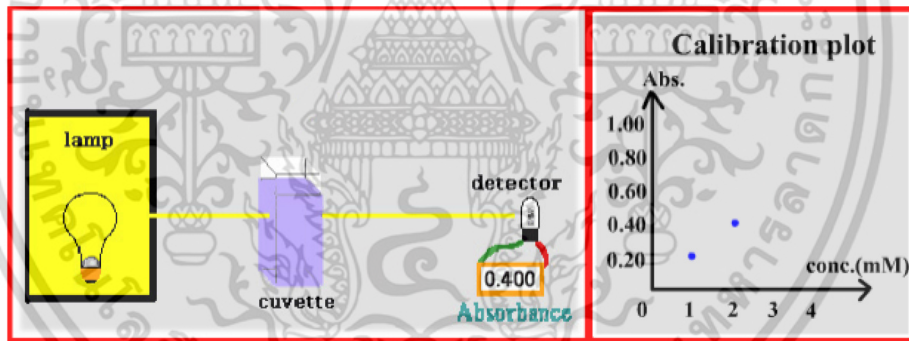 lamp
cuvette
detector
0.400
Absorbance
Calibration plot
Abs.
1.00
0.80
0.60
0.40
0.20
conc.(mM)
0 1 2 3 4